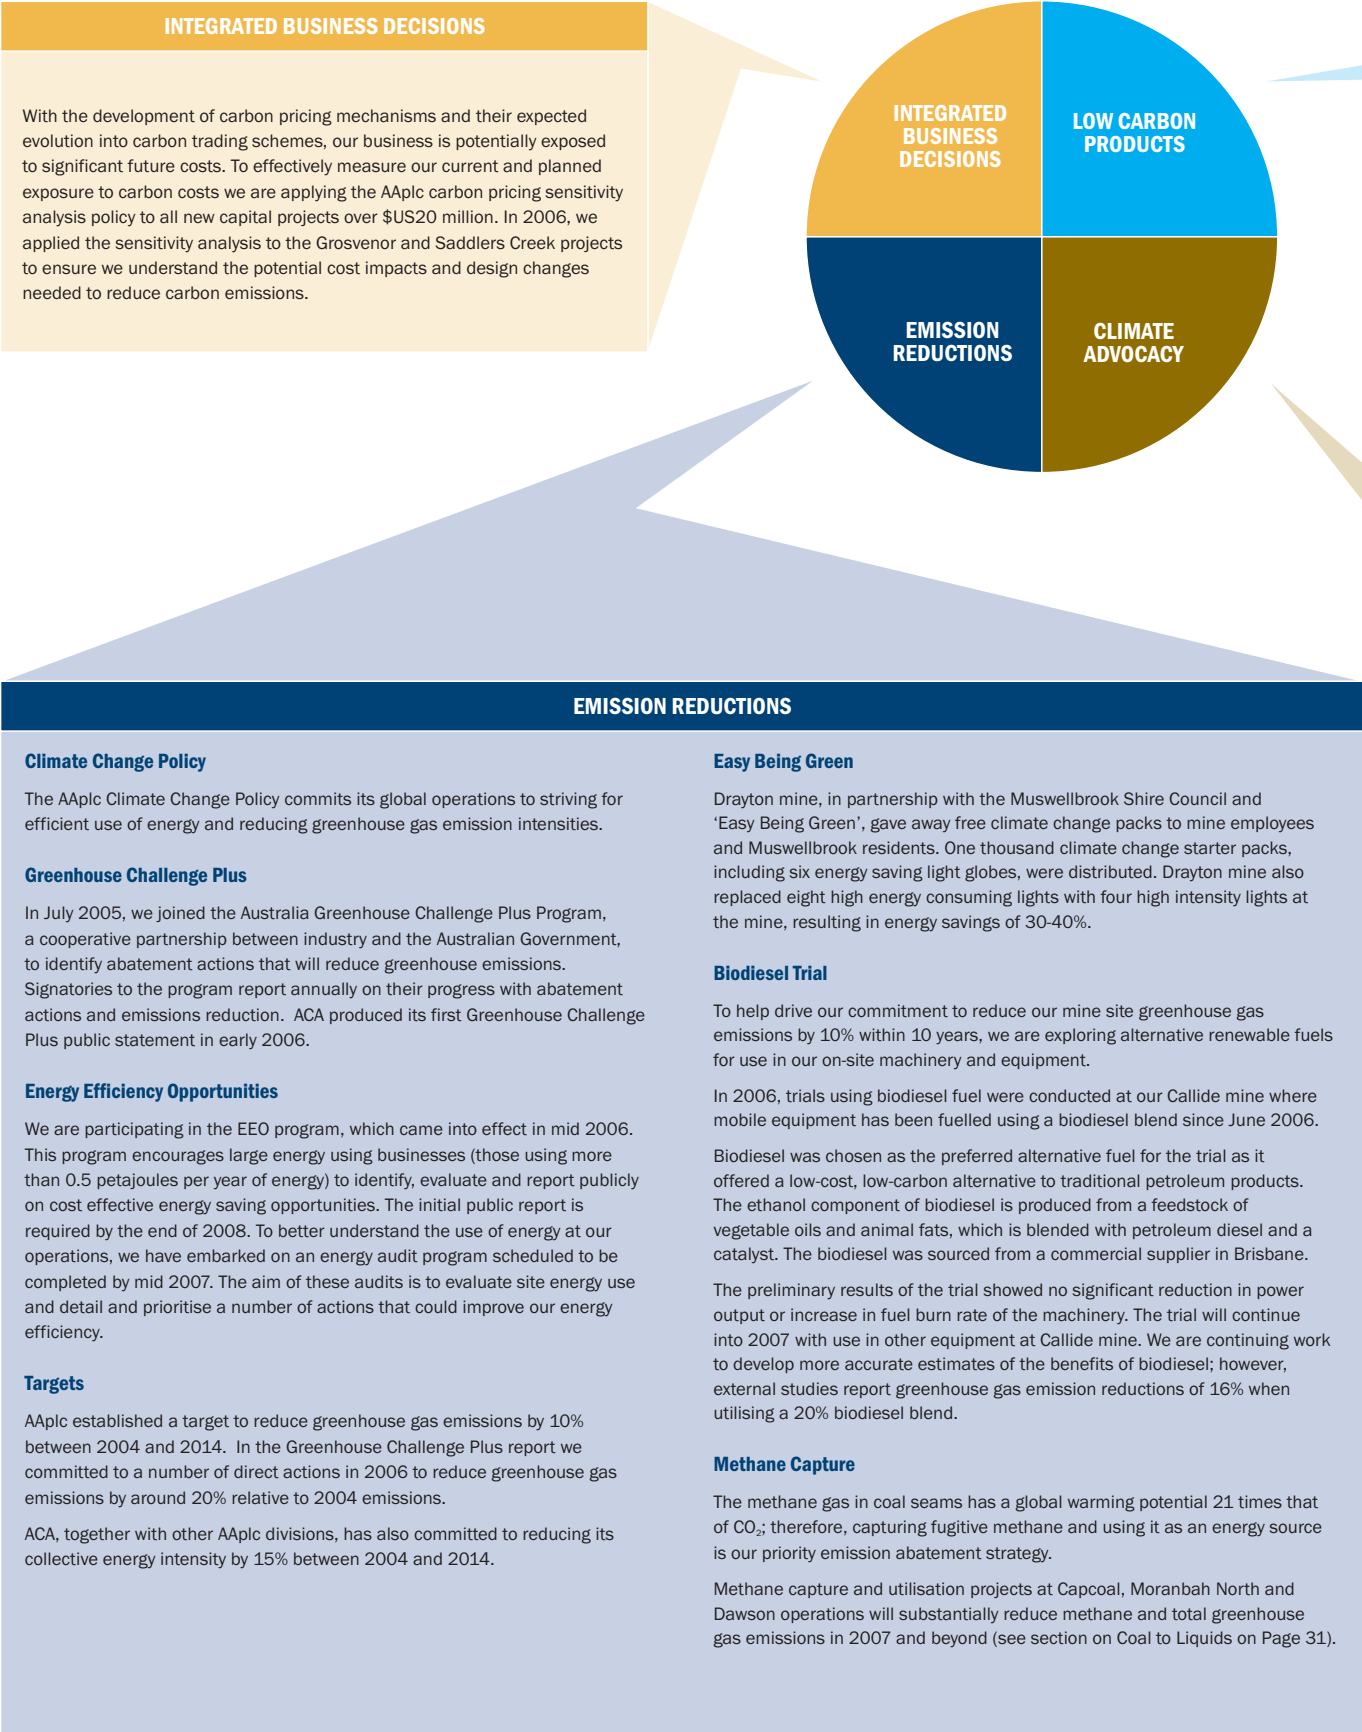 INTEGRATED BUSINESS DECISIONS
With the development of carbon pricing mechanisms and their expected
evolution into carbon trading schemes, our business is potentially exposed
to significant future costs. To effectively measure our current and planned
exposure to carbon costs we are applying the AAplc carbon pricing sensitivity
analysis policy to all new capital projects over $US20 million. In 2006, we
applied the sensitivity analysis to the Grosvenor and Saddlers Creek projects
to ensure we understand the potential cost impacts and design changes
needed to reduce carbon emissions.
INTEGRATED
BUSINESS
DECISIONS
LOW CARBON
PRODUCTS
EMISSION
REDUCTIONS
CLIMATE
ADVOCACY
EMISSION REDUCTIONS
Climate Change Policy
The AAplc Climate Change Policy commits its global operations to striving for
efficient use of energy and reducing greenhouse gas emission intensities.
Greenhouse Challenge Plus
In July 2005, we joined the Australia Greenhouse Challenge Plus Program,
a cooperative partnership between industry and the Australian Government,
to identify abatement actions that will reduce greenhouse emissions.
Signatories to the program report annually on their progress with abatement
actions and emissions reduction.  ACA produced its first Greenhouse Challenge
Plus public statement in early 2006.
Energy Efficiency Opportunities
We are participating in the EEO program, which came into effect in mid 2006.
This program encourages large energy using businesses (those using more
than 0.5 petajoules per year of energy) to identify, evaluate and report publicly
on cost effective energy saving opportunities. The initial public report is
required by the end of 2008. To better understand the use of energy at our
operations, we have embarked on an energy audit program scheduled to be
completed by mid 2007. The aim of these audits is to evaluate site energy use
and detail and prioritise a number of actions that could improve our energy
efficiency.
Targets
AAplc established a target to reduce greenhouse gas emissions by 10%
between 2004 and 2014.  In the Greenhouse Challenge Plus report we
committed to a number of direct actions in 2006 to reduce greenhouse gas
emissions by around 20% relative to 2004 emissions.
ACA, together with other AAplc divisions, has also committed to reducing its
collective energy intensity by 15% between 2004 and 2014.
Easy Being Green
Drayton mine, in partnership with the Muswellbrook Shire Council and
‘Easy Being Green’, gave away free climate change packs to mine employees
and Muswellbrook residents. One thousand climate change starter packs,
including six energy saving light globes, were distributed. Drayton mine also
replaced eight high energy consuming lights with four high intensity lights at
the mine, resulting in energy savings of 30-40%.
Biodiesel Trial
To help drive our commitment to reduce our mine site greenhouse gas
emissions by 10% within 10 years, we are exploring alternative renewable fuels
for use in our on-site machinery and equipment.
In 2006, trials using biodiesel fuel were conducted at our Callide mine where
mobile equipment has been fuelled using a biodiesel blend since June 2006.
Biodiesel was chosen as the preferred alternative fuel for the trial as it
offered a low-cost, low-carbon alternative to traditional petroleum products.
The ethanol component of biodiesel is produced from a feedstock of
vegetable oils and animal fats, which is blended with petroleum diesel and a
catalyst. The biodiesel was sourced from a commercial supplier in Brisbane.
The preliminary results of the trial showed no significant reduction in power
output or increase in fuel burn rate of the machinery. The trial will continue
into 2007 with use in other equipment at Callide mine. We are continuing work
to develop more accurate estimates of the benefits of biodiesel; however,
external studies report greenhouse gas emission reductions of 16% when
utilising a 20% biodiesel blend.
Methane Capture
The methane gas in coal seams has a global warming potential 21 times that
of CO₂; therefore, capturing fugitive methane and using it as an energy source
is our priority emission abatement strategy.
Methane capture and utilisation projects at Capcoal, Moranbah North and
Dawson operations will substantially reduce methane and total greenhouse
gas emissions in 2007 and beyond (see section on Coal to Liquids on Page 31).